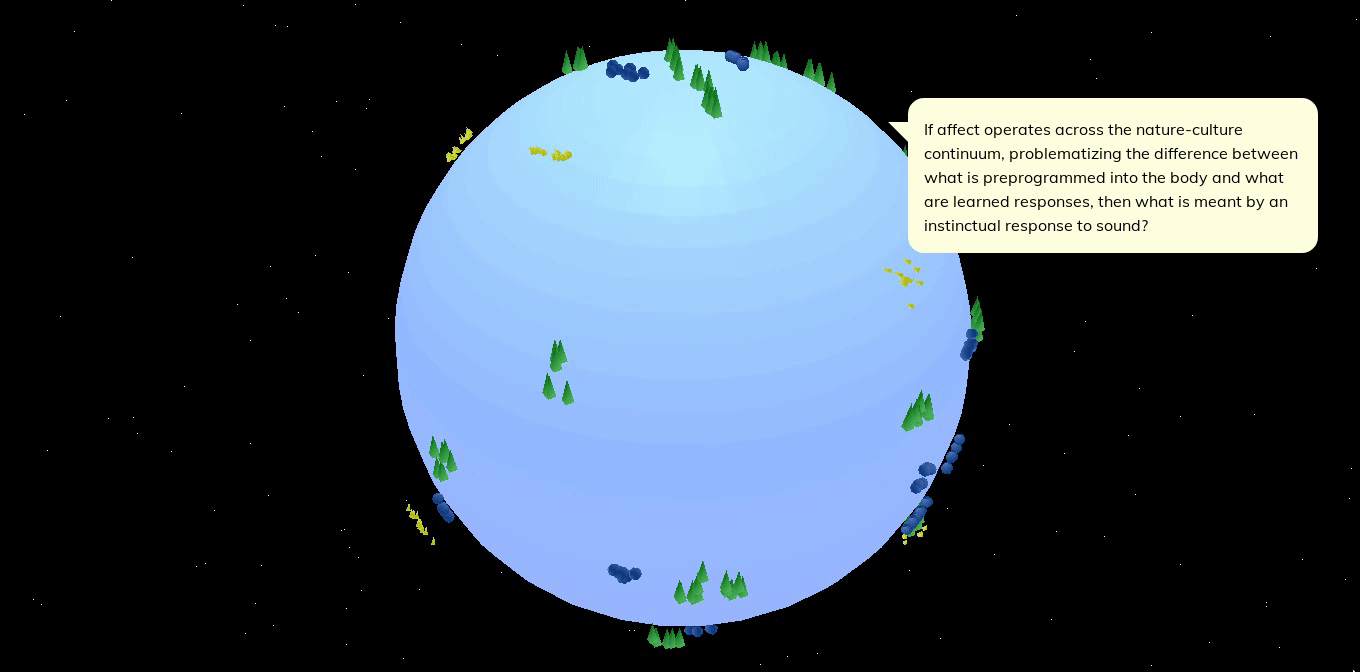 If affect operates across the nature-culture
continuum, problematizing the difference between
what is preprogrammed into the body and what
are learned responses, then what is meant by an
instinctual response to sound?